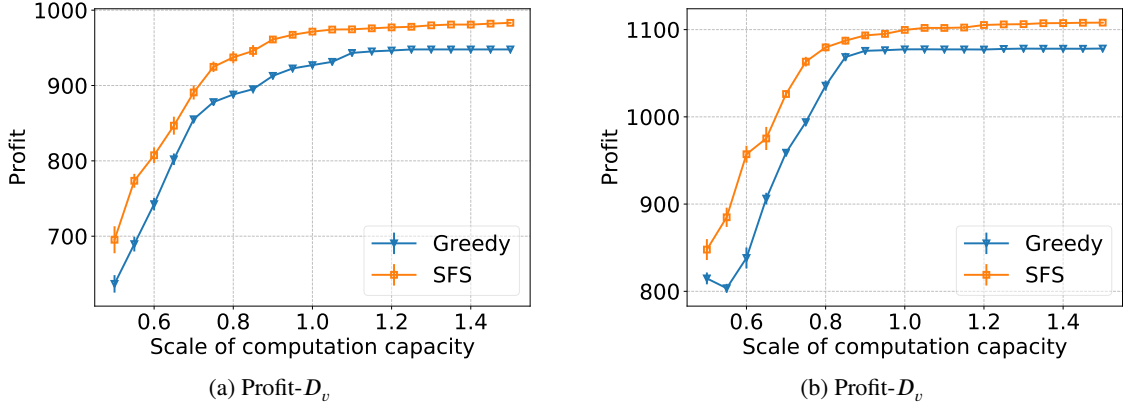 1000
900
800
700
Profit
0.6 0.8 1.0 1.2 1.4
Scale of computation capacity
Greedy
SFS
(a) Profit-D_v
1100
1000
900
800
Profit
0.6 0.8 1.0 1.2 1.4
Scale of computation capacity
Greedy
SFS
(b) Profit-D_v